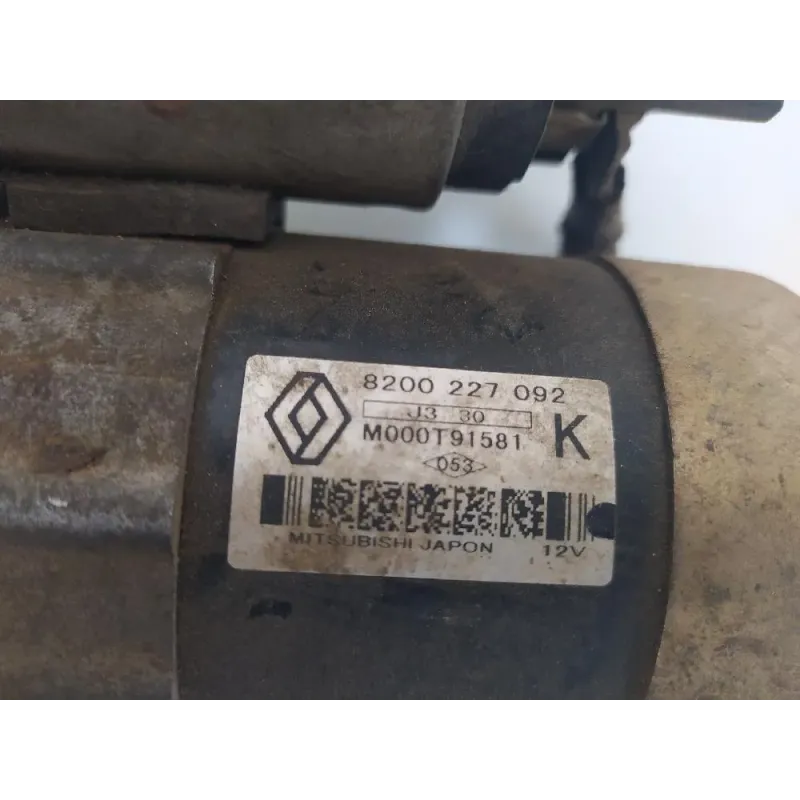 8200 227 092
J3 30
M000T91581 K
053
MITSUBISHI JAPON 12V